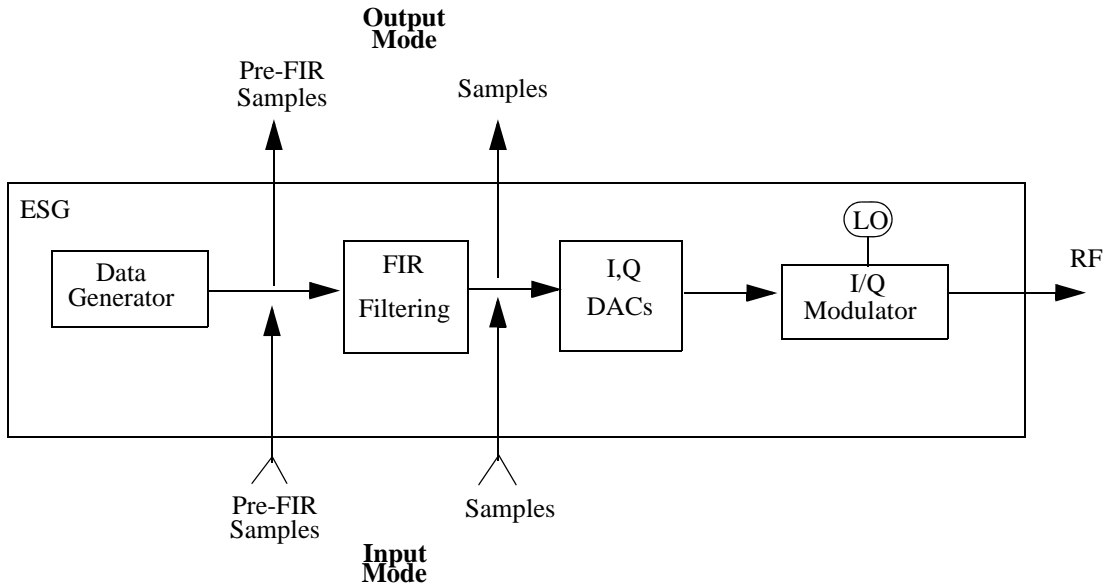 Output
Mode
Pre-FIR
Samples
Samples
ESG
LO
Data
Generator
FIR
Filtering
I,Q
DACs
I/Q
Modulator
RF
Pre-FIR
Samples
Samples
Input
Mode